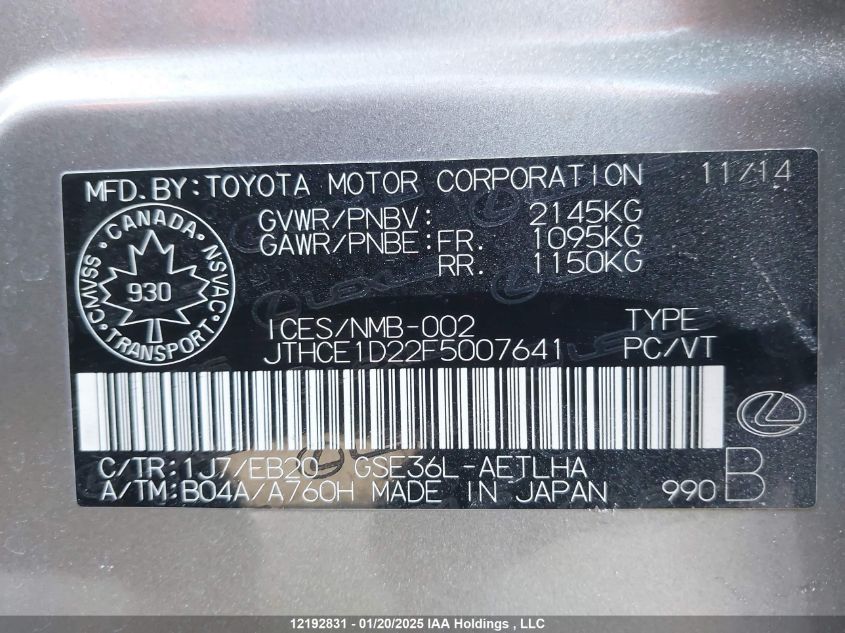 MFD. BY: TOYOTA MOTOR CORPORATION 11/14
GVWR/PNBV: 2145KG
GAWR/PNBE: FR. 1095KG
RR. 1150KG
CANADA
CMVSS
NSVAC
930
TRANSPORT
ICES/NMB-002 TYPE
JTHCE1D22F5007641 PC/VT
C/TR: 1J7/EB20 GSE36L-AETLHA
A/TM: B04A/A760H MADE IN JAPAN 990 B
12192831 - 01/20/2025 IAA Holdings , LLC